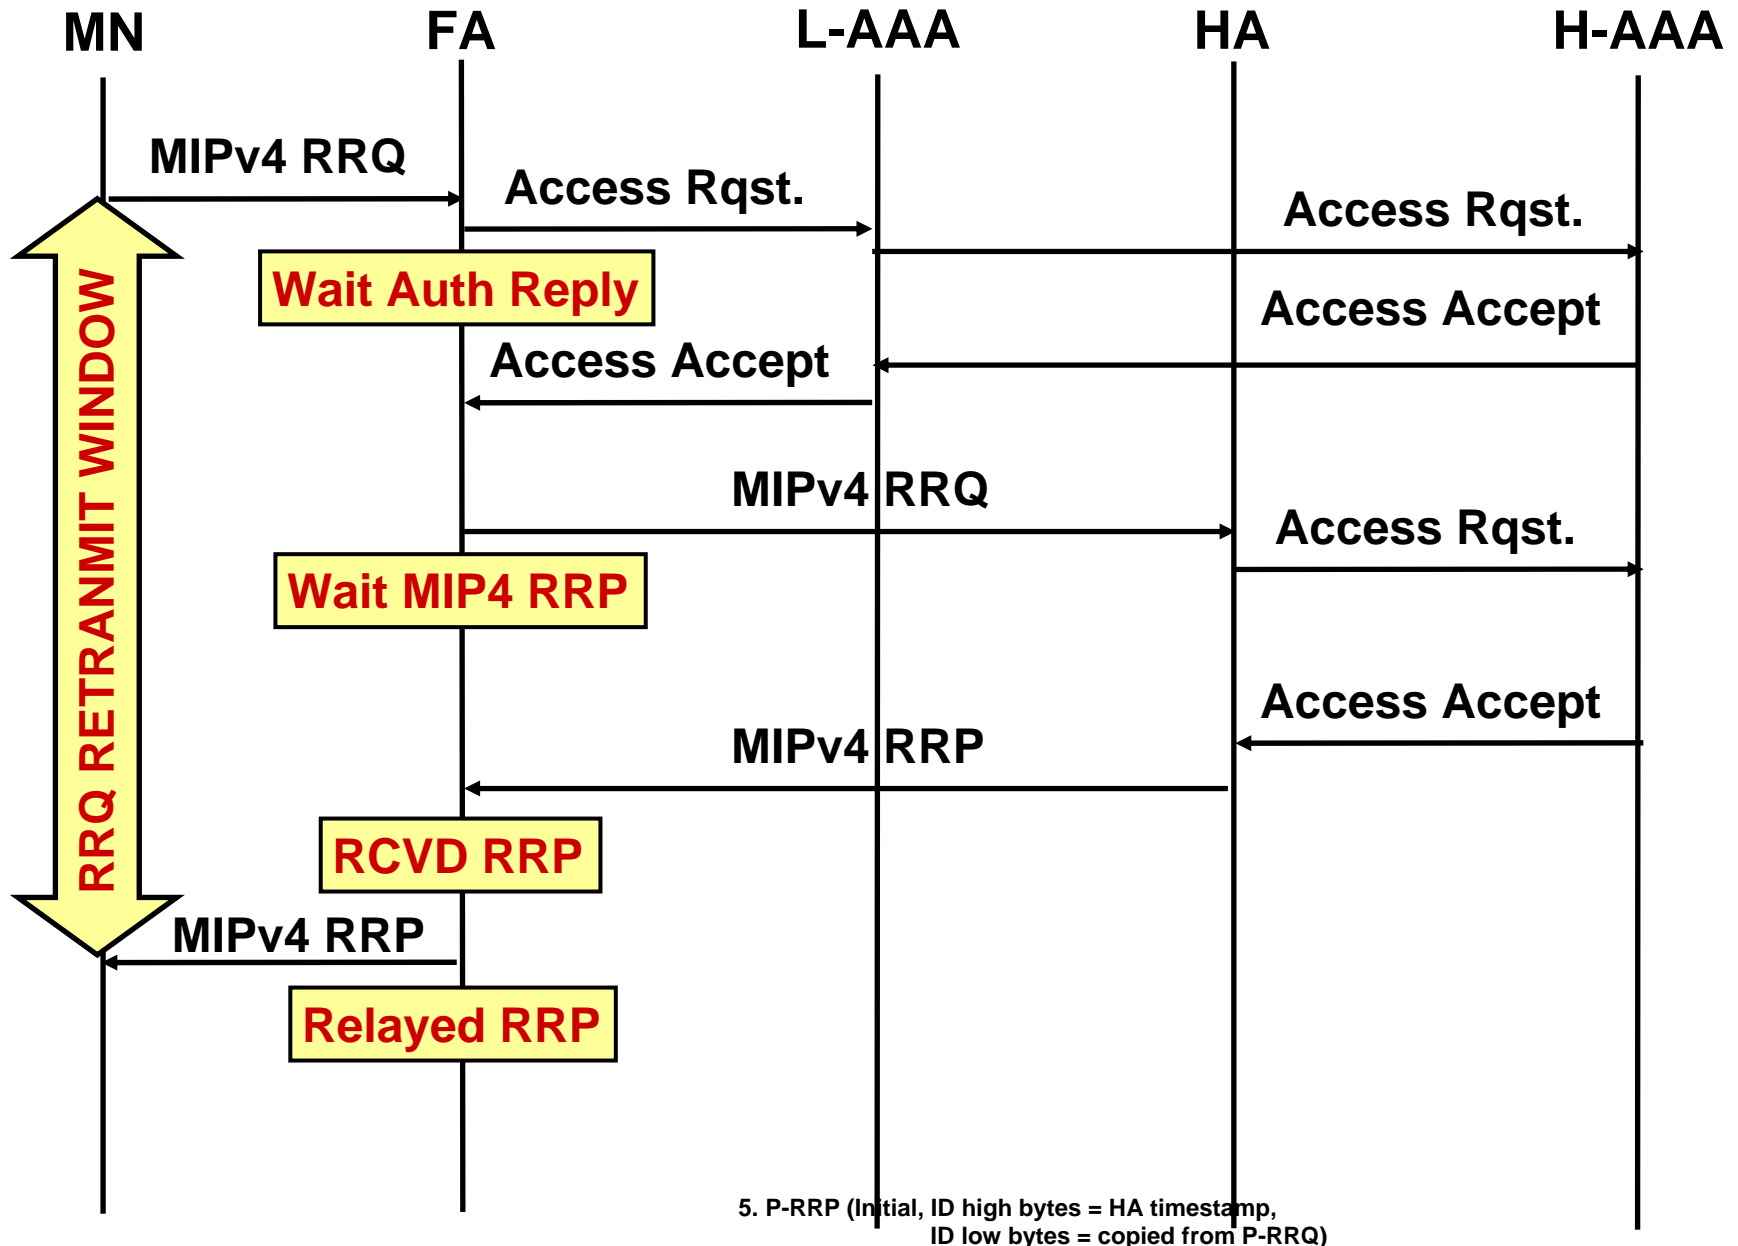 MN
FA
L-AAA
HA
H-AAA
MIPv4 RRQ
Access Rqst.
Access Rqst.
Wait Auth Reply
Access Accept
Access Accept
RRQ RETRANMIT WINDOW
MIPv4 RRQ
Access Rqst.
Wait MIP4 RRP
Access Accept
MIPv4 RRP
RCVD RRP
MIPv4 RRP
Relayed RRP
5. P-RRP (Initial, ID high bytes = HA timestamp,
ID low bytes = copied from P-RRQ)